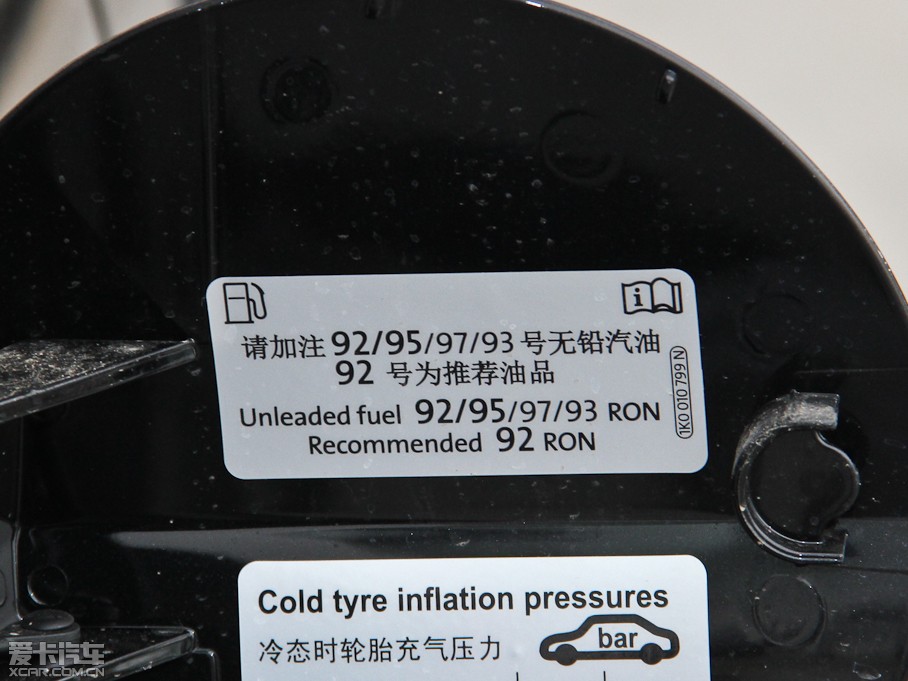 请加注 92/95/97/93 号无铅汽油
92 号为推荐油品
Unleaded fuel 92/95/97/93 RON
Recommended 92 RON
1K0 010 799 N
Cold tyre inflation pressures
冷态时轮胎充气压力
bar
爱卡汽车
XCAR.COM.CN